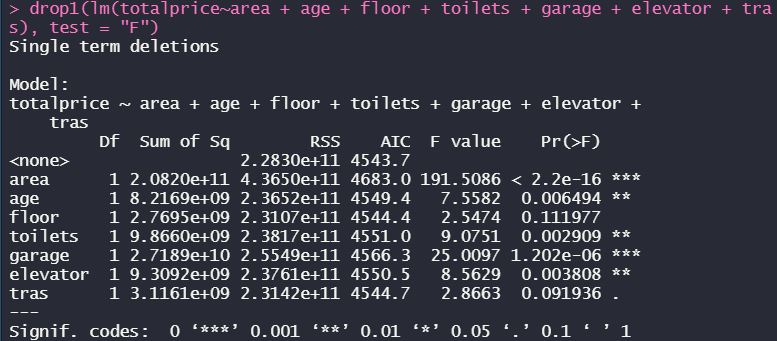 > drop1(lm(totalprice~area + age + floor + toilets + garage + elevator + tra
s), test = "F")
Single term deletions

Model:
totalprice ~ area + age + floor + toilets + garage + elevator +
    tras
         Df  Sum of Sq        RSS    AIC  F value    Pr(>F)
<none>                 2.2830e+11 4543.7
area      1 2.0820e+11 4.3650e+11 4683.0 191.5086 < 2.2e-16 ***
age       1 8.2169e+09 2.3652e+11 4549.4   7.5582  0.006494 **
floor     1 2.7695e+09 2.3107e+11 4544.4   2.5474  0.111977
toilets   1 9.8660e+09 2.3817e+11 4551.0   9.0751  0.002909 **
garage    1 2.7189e+10 2.5549e+11 4566.3  25.0097 1.202e-06 ***
elevator  1 9.3092e+09 2.3761e+11 4550.5   8.5629  0.003808 **
tras      1 3.1161e+09 2.3142e+11 4544.7   2.8663  0.091936 .
---
Signif. codes:  0 ‘***’ 0.001 ‘**’ 0.01 ‘*’ 0.05 ‘.’ 0.1 ‘ ’ 1